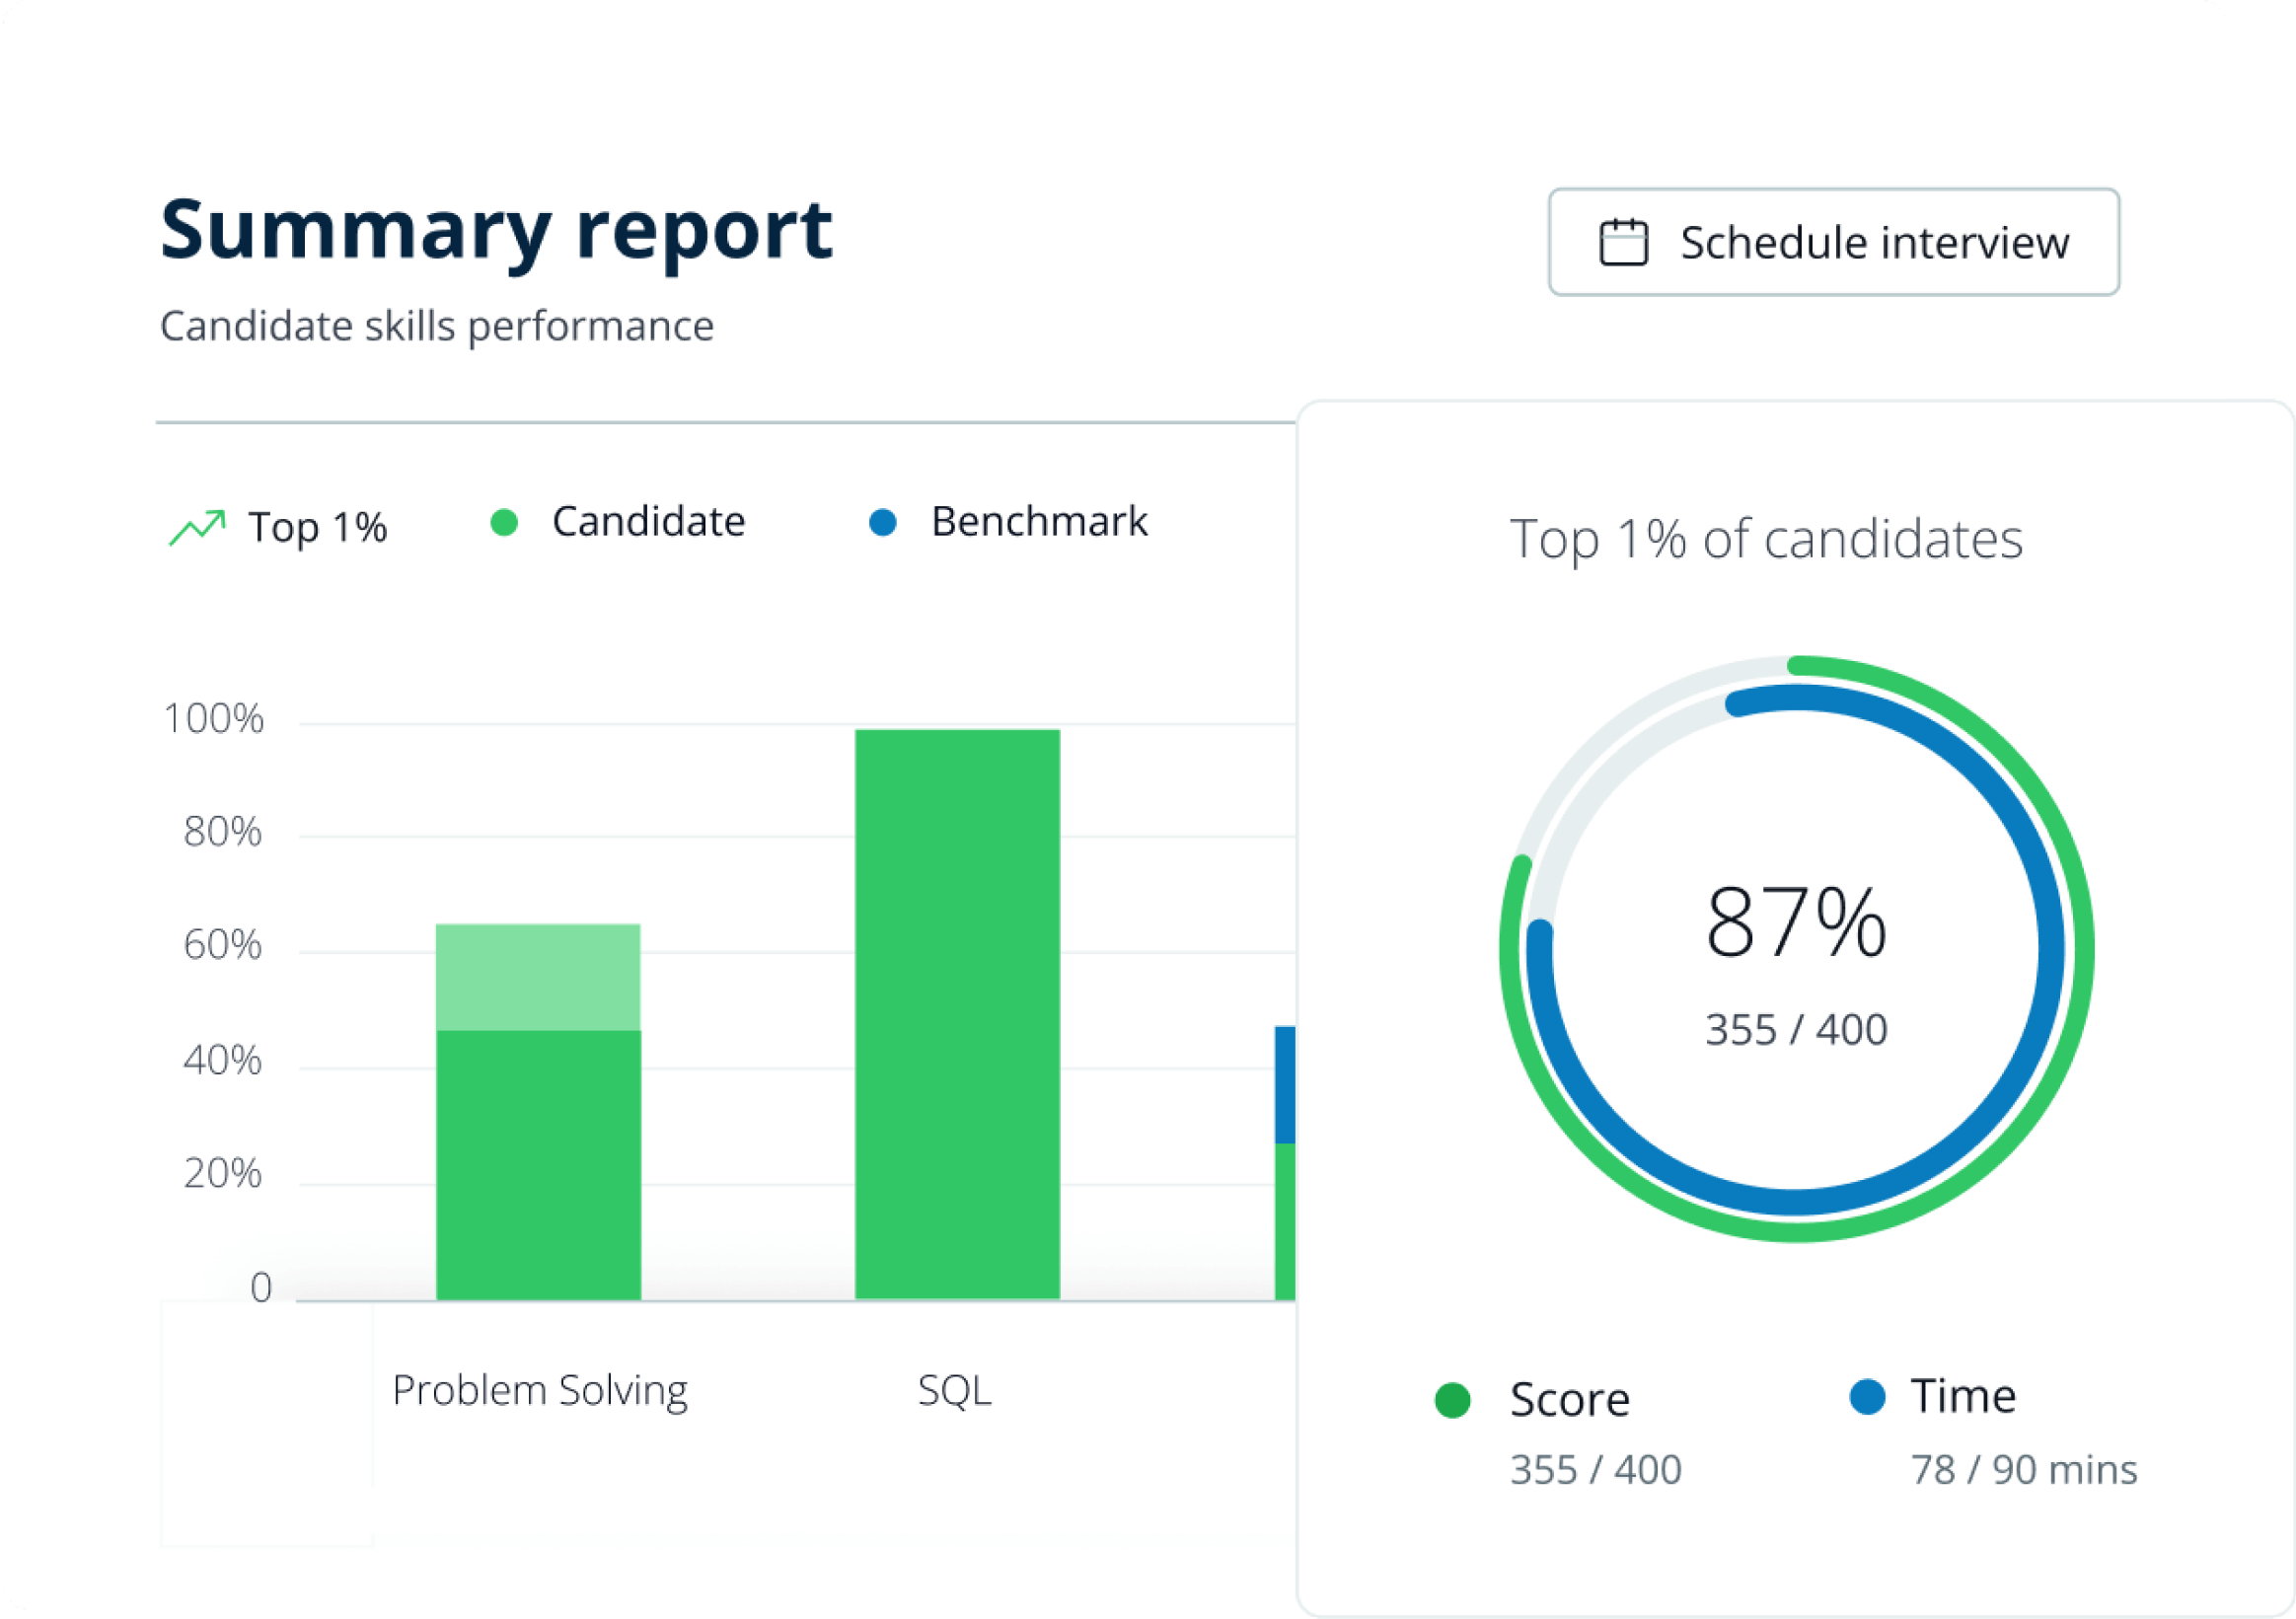 Summary report
Schedule interview
Candidate skills performance
Top 1%
Candidate
Benchmark
100%
80%
60%
40%
20%
0
Problem Solving
SQL
Top 1% of candidates
87%
355 / 400
Score
355 / 400
Time
78 / 90 mins